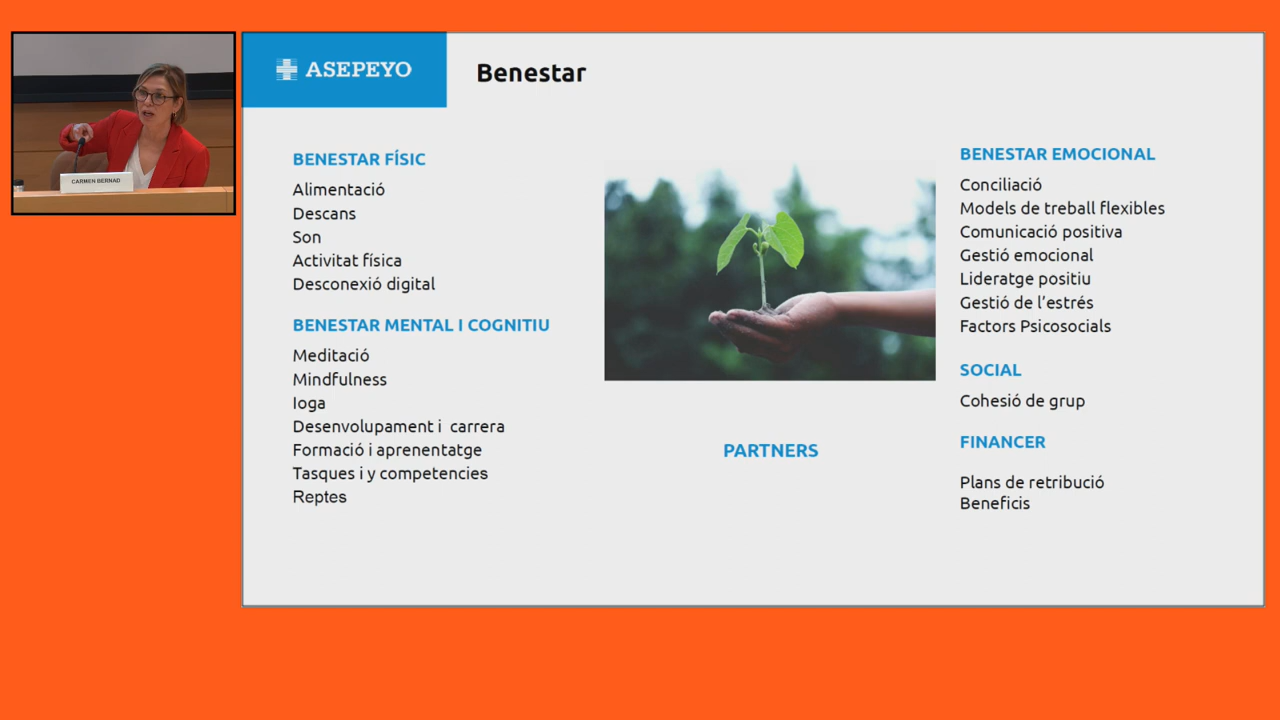 CARMEN BERNAD
ASEPEYO
Benestar
BENESTAR FÍSIC
Alimentació
Descans
Son
Activitat física
Desconexió digital
BENESTAR MENTAL I COGNITIU
Meditació
Mindfulness
Ioga
Desenvolupament i carrera
Formació i aprenentatge
Tasques i y competencies
Reptes
PARTNERS
BENESTAR EMOCIONAL
Conciliació
Models de treball flexibles
Comunicació positiva
Gestió emocional
Lideratge positiu
Gestió de l’estrés
Factors Psicosocials
SOCIAL
Cohesió de grup
FINANCER
Plans de retribució
Beneficis